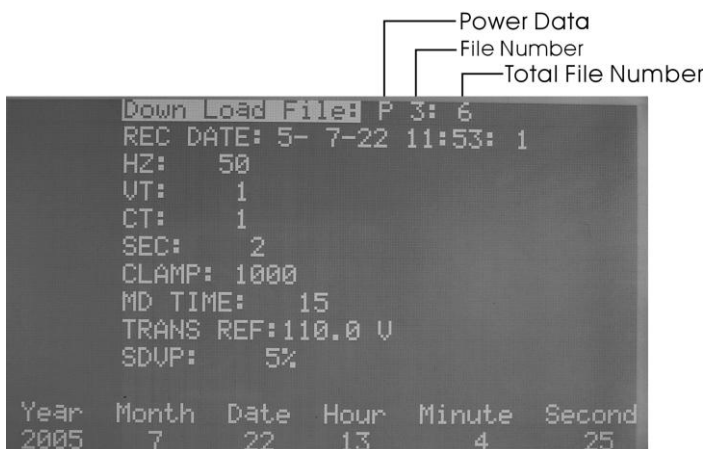 Power Data
File Number
Total File Number
Down Load File: P 3: 6
REC DATE: 5- 7-22 11:53: 1
HZ: 50
VT: 1
CT: 1
SEC: 2
CLAMP: 1000
MD TIME: 15
TRANS REF:110.0 V
SDVP: 5%
Year Month Date Hour Minute Second
2005 7 22 13 4 25